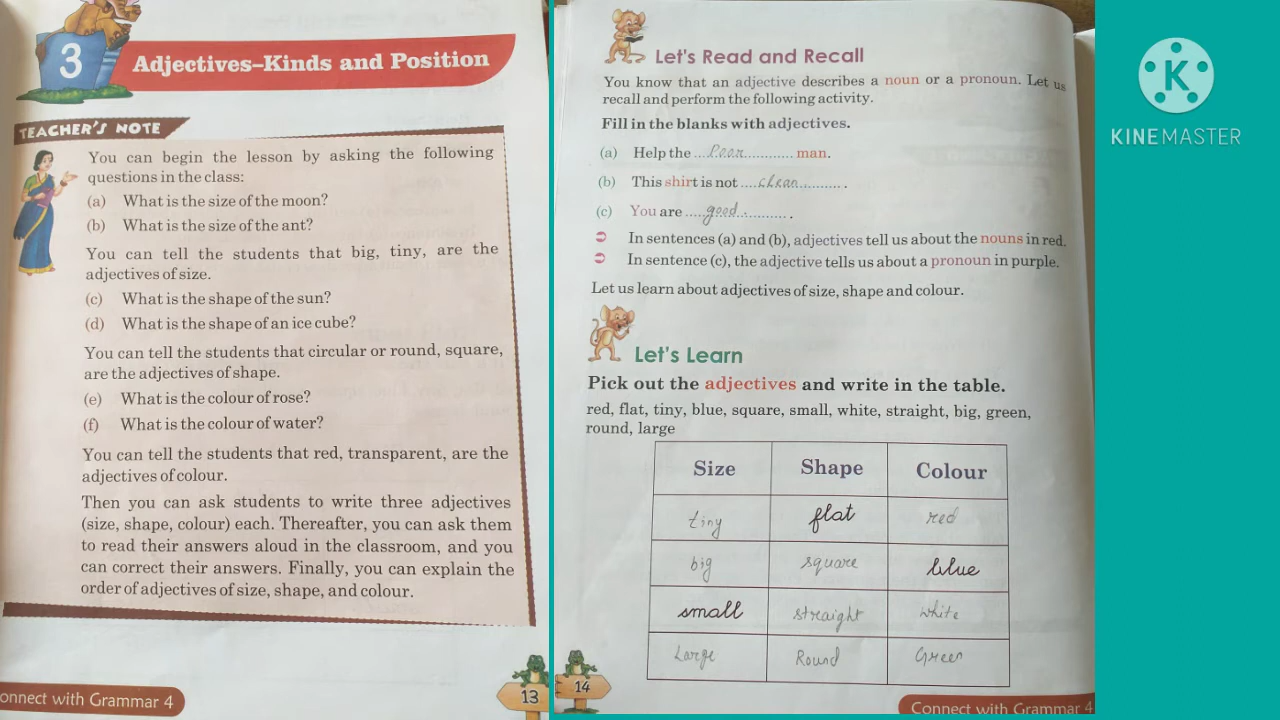 3
Adjectives–Kinds and Position
TEACHER'S NOTE
You can begin the lesson by asking the following
questions in the class:
(a) What is the size of the moon?
(b) What is the size of the ant?
You can tell the students that big, tiny, are the
adjectives of size.
(c) What is the shape of the sun?
(d) What is the shape of an ice cube?
You can tell the students that circular or round, square,
are the adjectives of shape.
(e) What is the colour of rose?
(f) What is the colour of water?
You can tell the students that red, transparent, are the
adjectives of colour.
Then you can ask students to write three adjectives
(size, shape, colour) each. Thereafter, you can ask them
to read their answers aloud in the classroom, and you
can correct their answers. Finally, you can explain the
order of adjectives of size, shape, and colour.
onnect with Grammar 4
13
Let's Read and Recall
You know that an adjective describes a noun or a pronoun. Let us
recall and perform the following activity.
Fill in the blanks with adjectives.
(a) Help the ....Poor............ man.
(b) This shirt is not ....clean........... .
(c) You are .....good............. .
In sentences (a) and (b), adjectives tell us about the nouns in red.
In sentence (c), the adjective tells us about a pronoun in purple.
Let us learn about adjectives of size, shape and colour.
Let's Learn
Pick out the adjectives and write in the table.
red, flat, tiny, blue, square, small, white, straight, big, green,
round, large
Size Shape Colour
tiny flat red
big square blue
small straight white
Large Round Green
14
Connect with Grammar 4
K
KINEMASTER